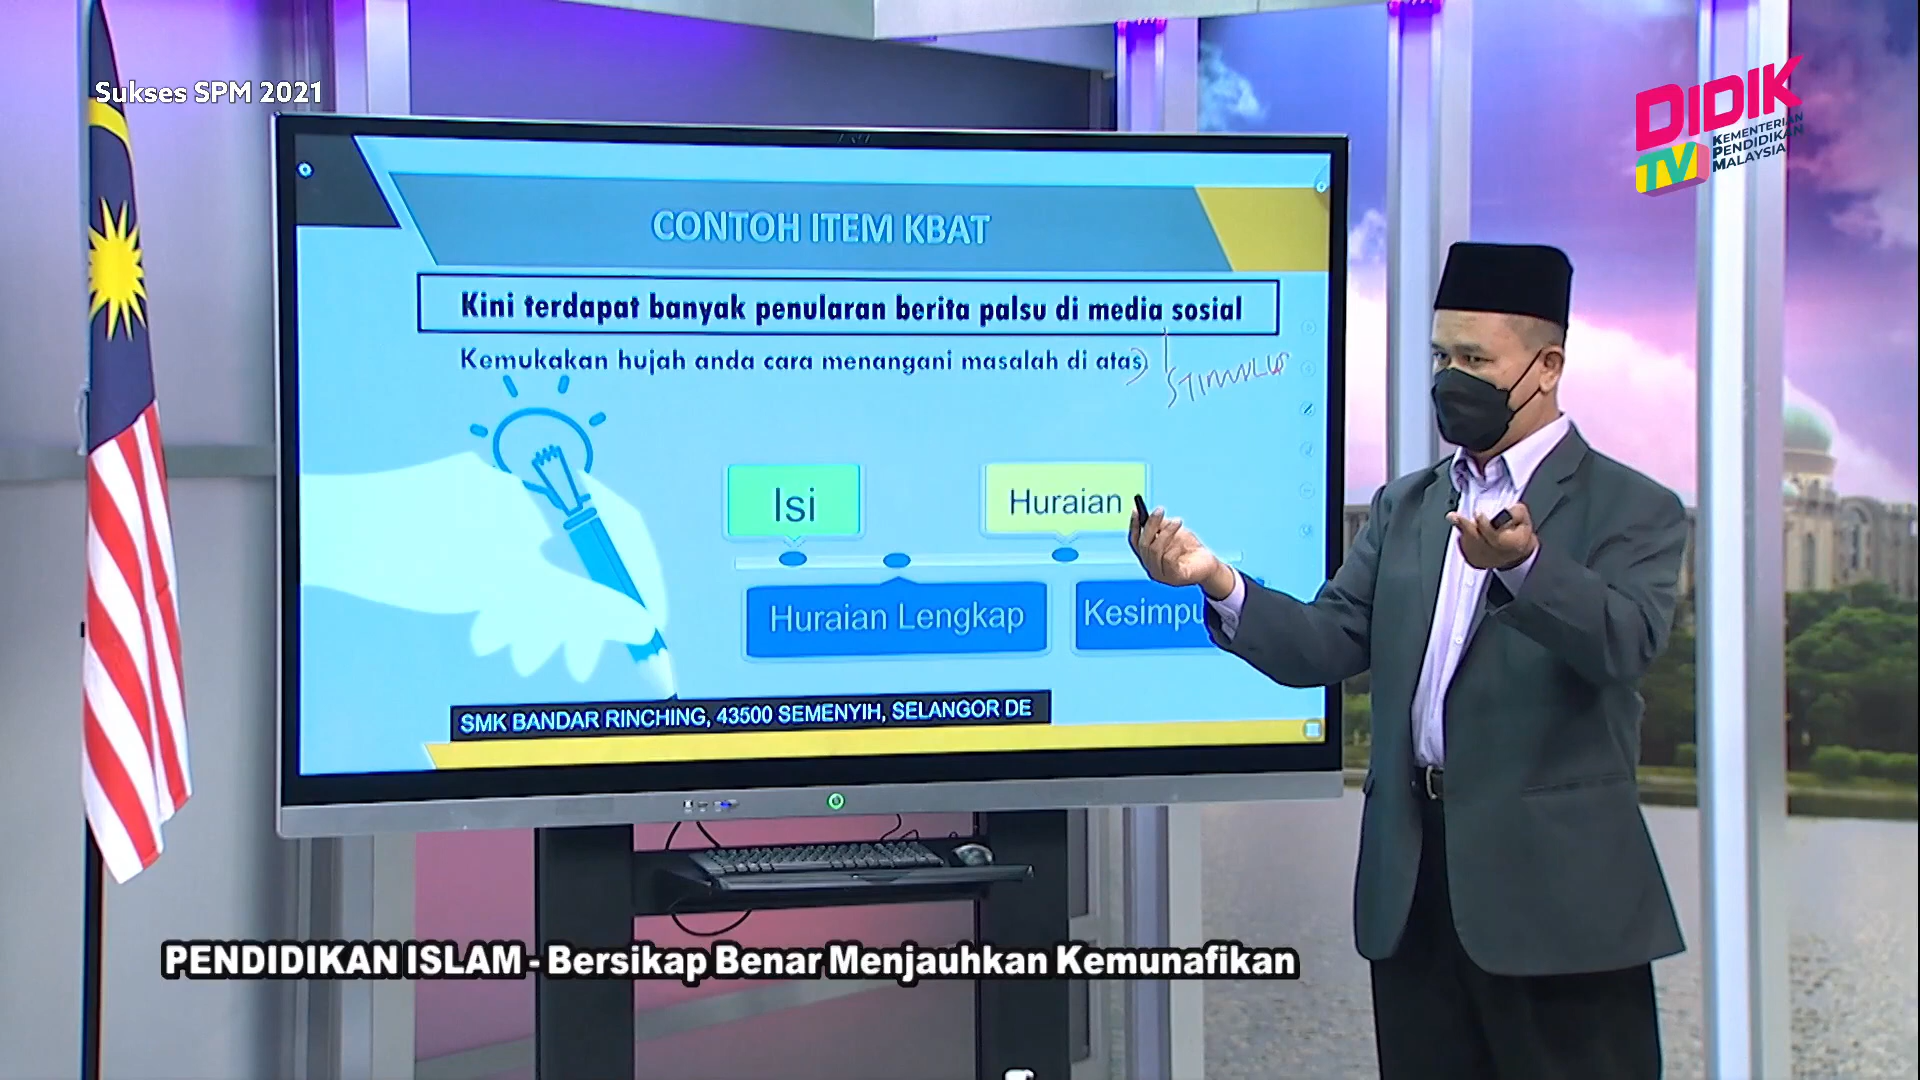 Sukses SPM 2021
DIDIK
TV
KEMENTERIAN
PENDIDIKAN
MALAYSIA
CONTOH ITEM KBAT
Kini terdapat banyak penularan berita palsu di media sosial
Kemukakan hujah anda cara menangani masalah di atas
STIMULUS
Isi
Huraian
Huraian Lengkap
Kesimpu
SMK BANDAR RINCHING, 43500 SEMENYIH, SELANGOR DE
PENDIDIKAN ISLAM - Bersikap Benar Menjauhkan Kemunafikan